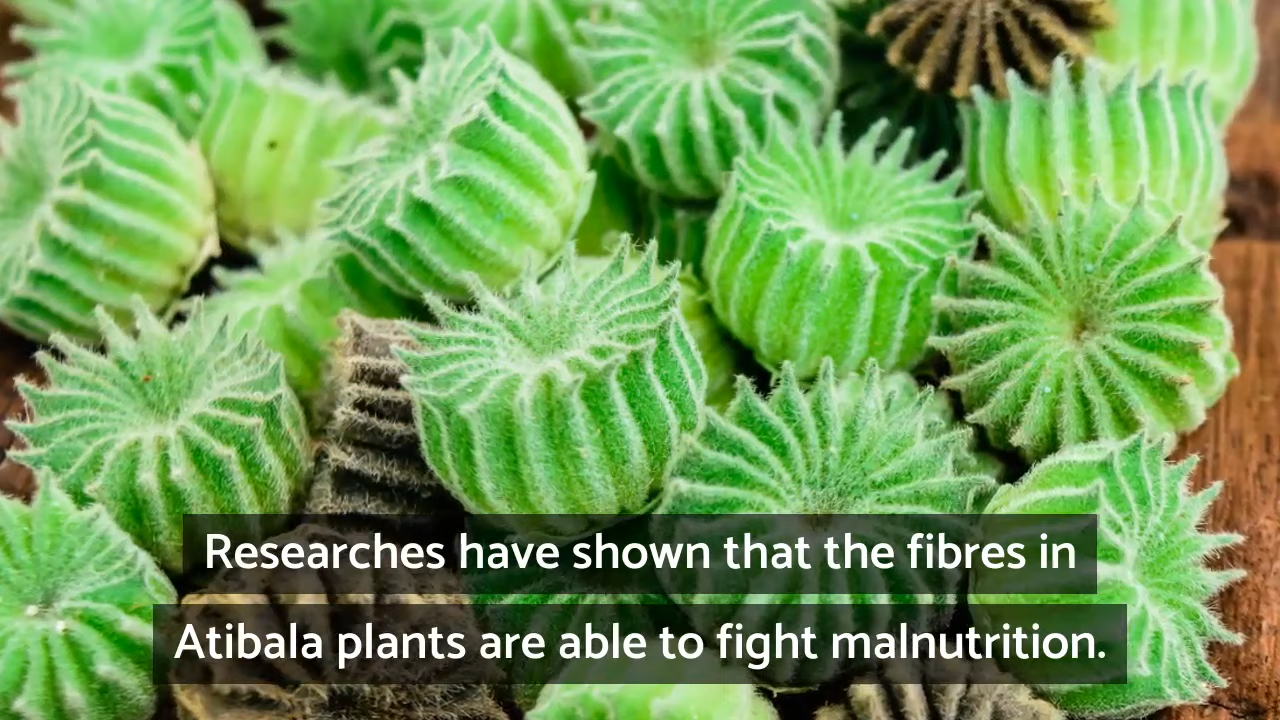 Researches have shown that the fibres in
Atibala plants are able to fight malnutrition.